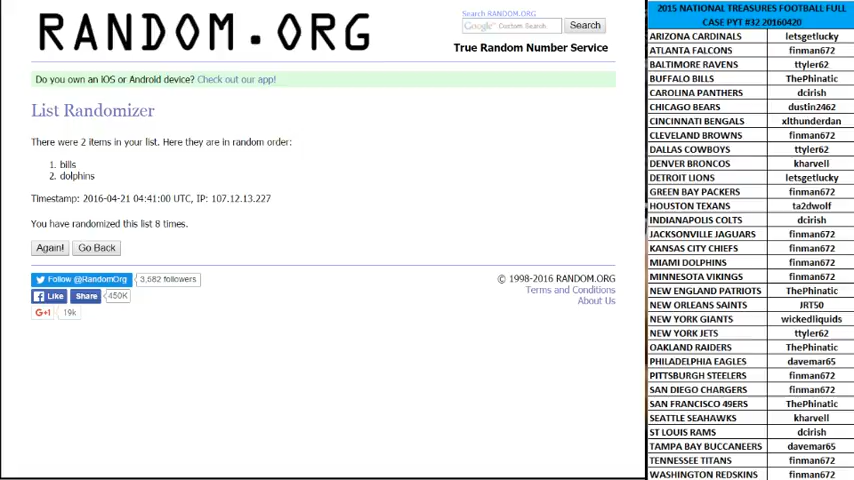 RANDOM.ORG
Search RANDOM.ORG
Google Custom Search
Search
True Random Number Service
Do you own an iOS or Android device? Check out our app!
List Randomizer
There were 2 items in your list. Here they are in random order:
1. bills
2. dolphins
Timestamp: 2016-04-21 04:41:00 UTC, IP: 107.12.13.227
You have randomized this list 8 times.
Again! Go Back
Follow @RandomOrg 3,682 followers
Like Share 450K
G+1 19k
© 1998-2016 RANDOM.ORG
Terms and Conditions
About Us
2015 NATIONAL TREASURES FOOTBALL FULL
CASE PYT #32 20160420
ARIZONA CARDINALS letsgetlucky
ATLANTA FALCONS finman672
BALTIMORE RAVENS ttyler62
BUFFALO BILLS ThePhinatic
CAROLINA PANTHERS dcirish
CHICAGO BEARS dustin2462
CINCINNATI BENGALS xlthunderdan
CLEVELAND BROWNS finman672
DALLAS COWBOYS ttyler62
DENVER BRONCOS kharvell
DETROIT LIONS letsgetlucky
GREEN BAY PACKERS finman672
HOUSTON TEXANS ta2dwolf
INDIANAPOLIS COLTS dcirish
JACKSONVILLE JAGUARS finman672
KANSAS CITY CHIEFS finman672
MIAMI DOLPHINS finman672
MINNESOTA VIKINGS finman672
NEW ENGLAND PATRIOTS ThePhinatic
NEW ORLEANS SAINTS JRT50
NEW YORK GIANTS wickedliquids
NEW YORK JETS ttyler62
OAKLAND RAIDERS ThePhinatic
PHILADELPHIA EAGLES davemar65
PITTSBURGH STEELERS finman672
SAN DIEGO CHARGERS finman672
SAN FRANCISCO 49ERS ThePhinatic
SEATTLE SEAHAWKS kharvell
ST LOUIS RAMS dcirish
TAMPA BAY BUCCANEERS davemar65
TENNESSEE TITANS finman672
WASHINGTON REDSKINS finman672